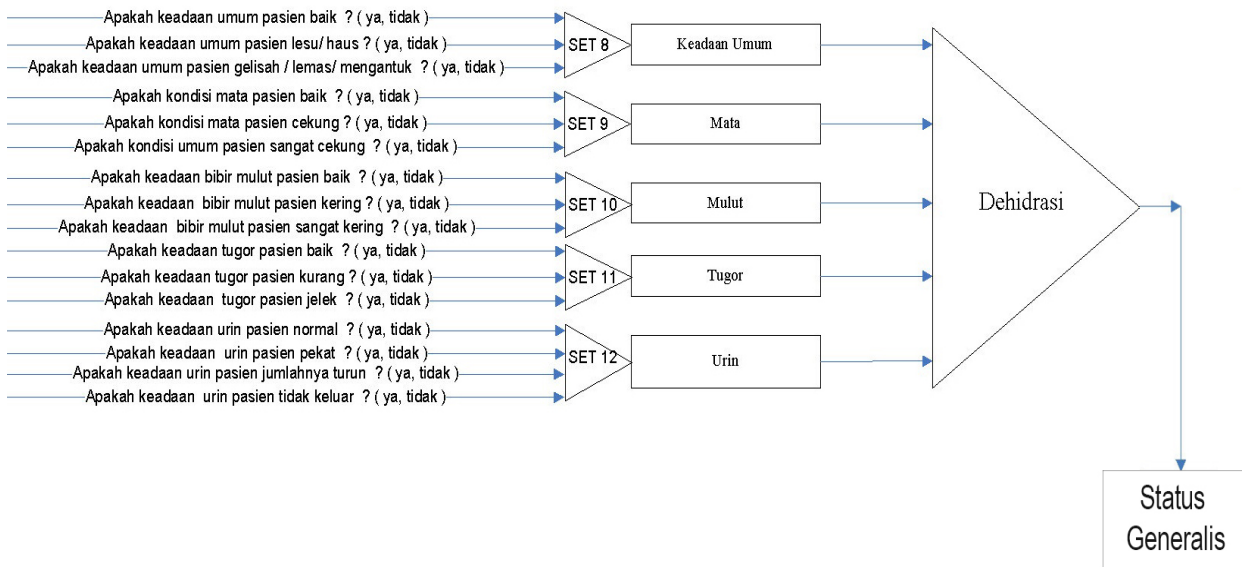 Apakah keadaan umum pasien baik ? ( ya, tidak )
Apakah keadaan umum pasien lesu/ haus ? ( ya, tidak )
Apakah keadaan umum pasien gelisah / lemas/ mengantuk ? ( ya, tidak )
SET 8
Keadaan Umum
Apakah kondisi mata pasien baik ? ( ya, tidak )
Apakah kondisi mata pasien cekung ? ( ya, tidak )
Apakah kondisi umum pasien sangat cekung ? ( ya, tidak )
SET 9
Mata
Apakah keadaan bibir mulut pasien baik ? ( ya, tidak )
Apakah keadaan bibir mulut pasien kering ? ( ya, tidak )
Apakah keadaan bibir mulut pasien sangat kering ? ( ya, tidak )
SET 10
Mulut
Apakah keadaan tugor pasien baik ? ( ya, tidak )
Apakah keadaan tugor pasien kurang ? ( ya, tidak )
Apakah keadaan tugor pasien jelek ? ( ya, tidak )
SET 11
Tugor
Apakah keadaan urin pasien normal ? ( ya, tidak )
Apakah keadaan urin pasien pekat ? ( ya, tidak )
Apakah keadaan urin pasien jumlahnya turun ? ( ya, tidak )
Apakah keadaan urin pasien tidak keluar ? ( ya, tidak )
SET 12
Urin
Dehidrasi
Status
Generalis